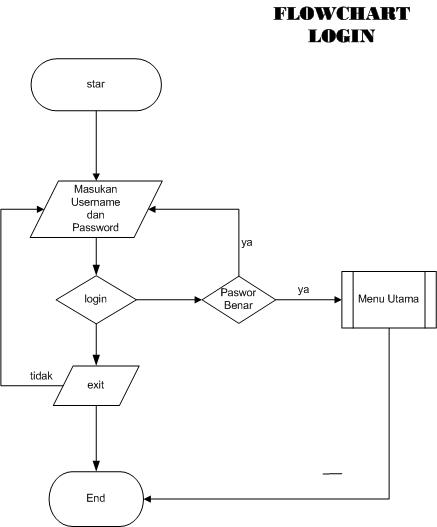 FLOWCHART
LOGIN
star
Masukan
Username
dan
Password
ya
login
Paswor
Benar
ya
Menu Utama
tidak
exit
End